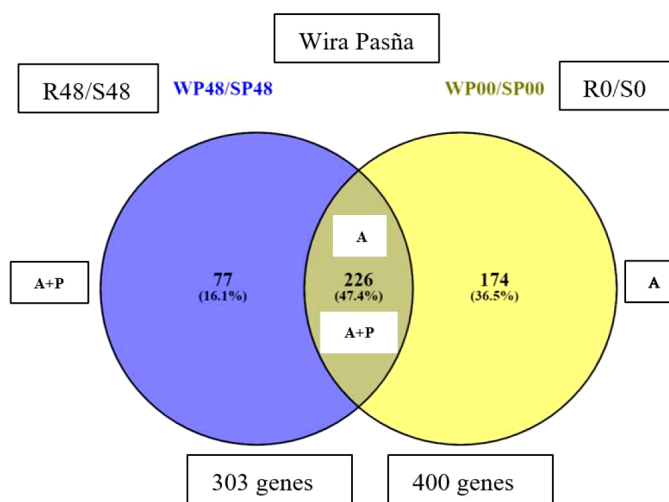 Wira Pasña
R48/S48
WP48/SP48
WP00/SP00
R0/S0
A
A+P
77
(16.1%)
226
(47.4%)
174
(36.5%)
A
A+P
303 genes
400 genes